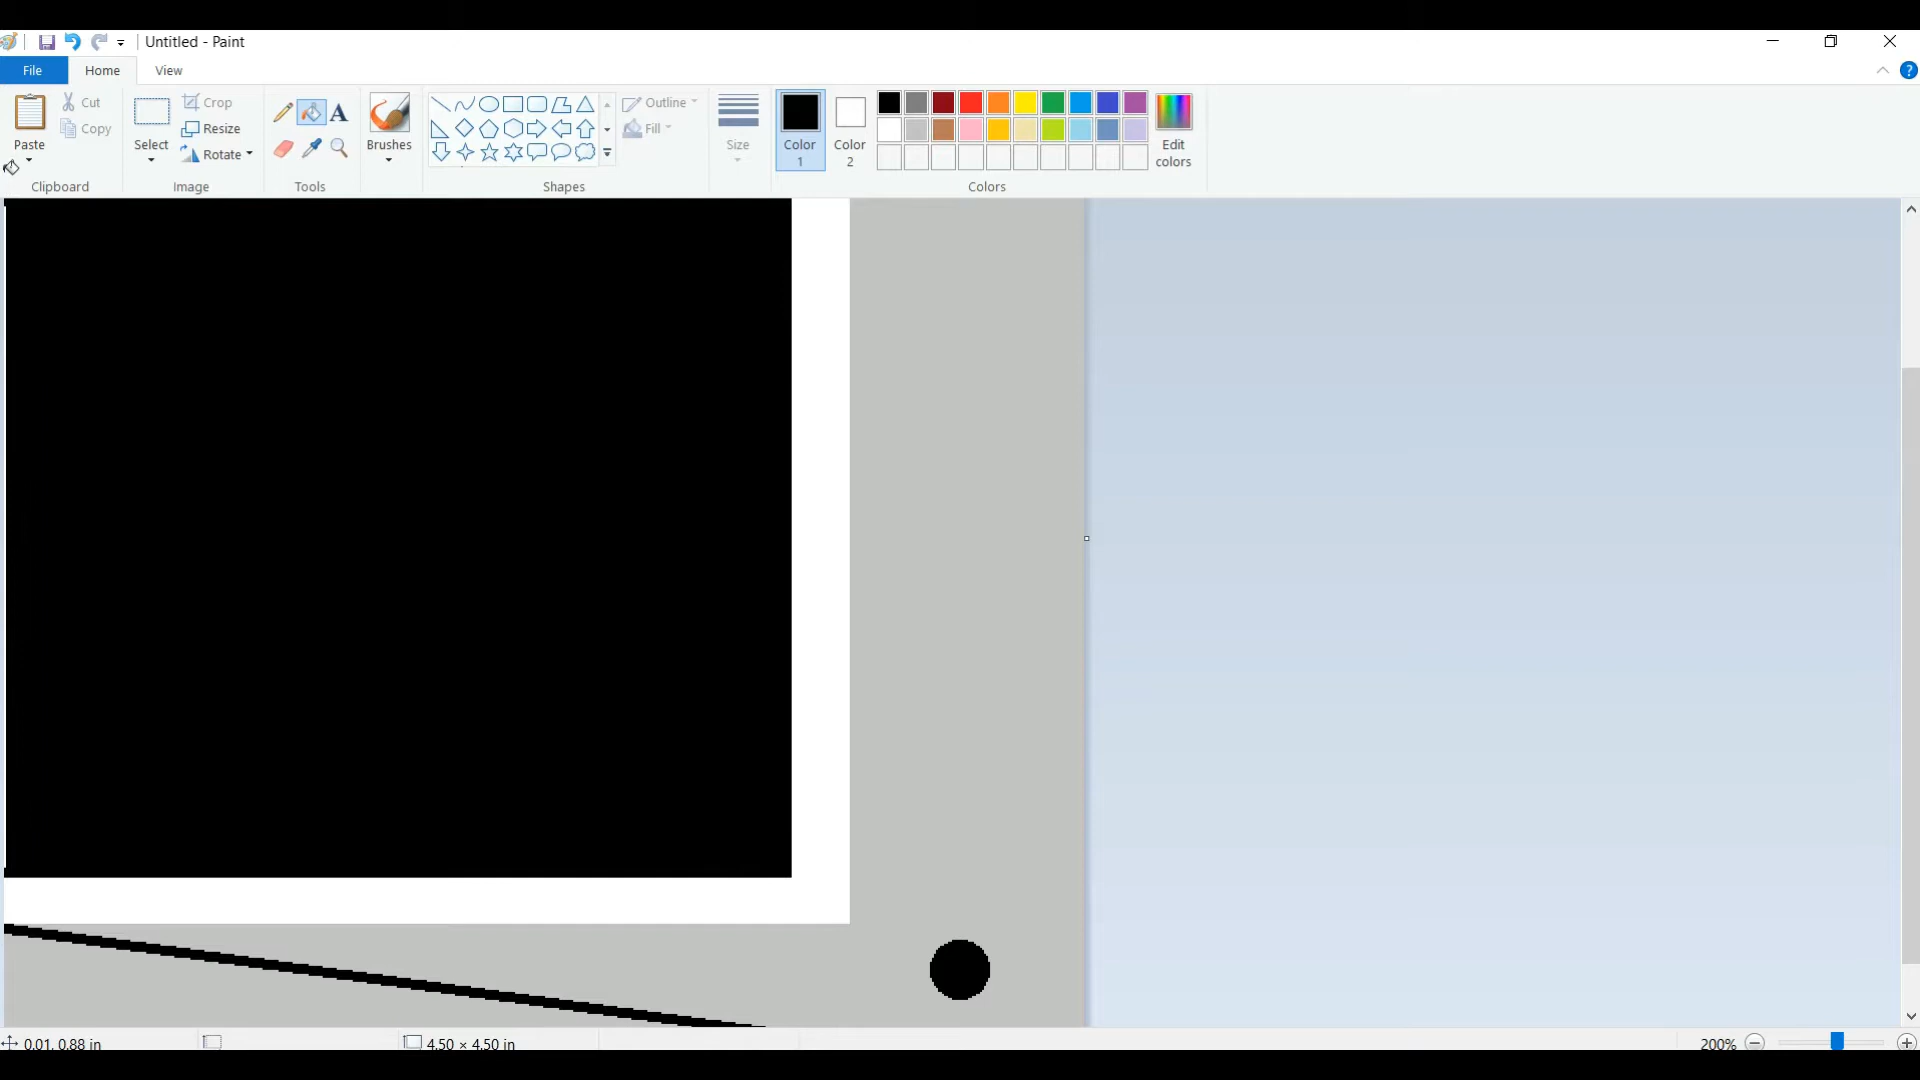 Untitled - Paint
File Home View
Paste Cut Copy
Clipboard
Select Crop Resize Rotate
Image
A
Tools
Brushes
Shapes
Outline
Fill
Size
Color 1
Color 2
Edit colors
Colors
?
0.01, 0.88 in
4.50 × 4.50 in
200%